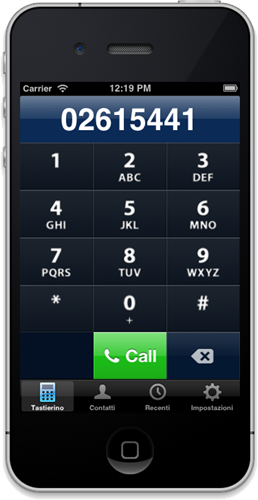 Carrier 12:19 PM
02615441
1 2 3
ABC DEF
4 5 6
GHI JKL MNO
7 8 9
PQRS TUV WXYZ
* 0 #
+
Call
Tastierino Contatti Recenti Impostazioni